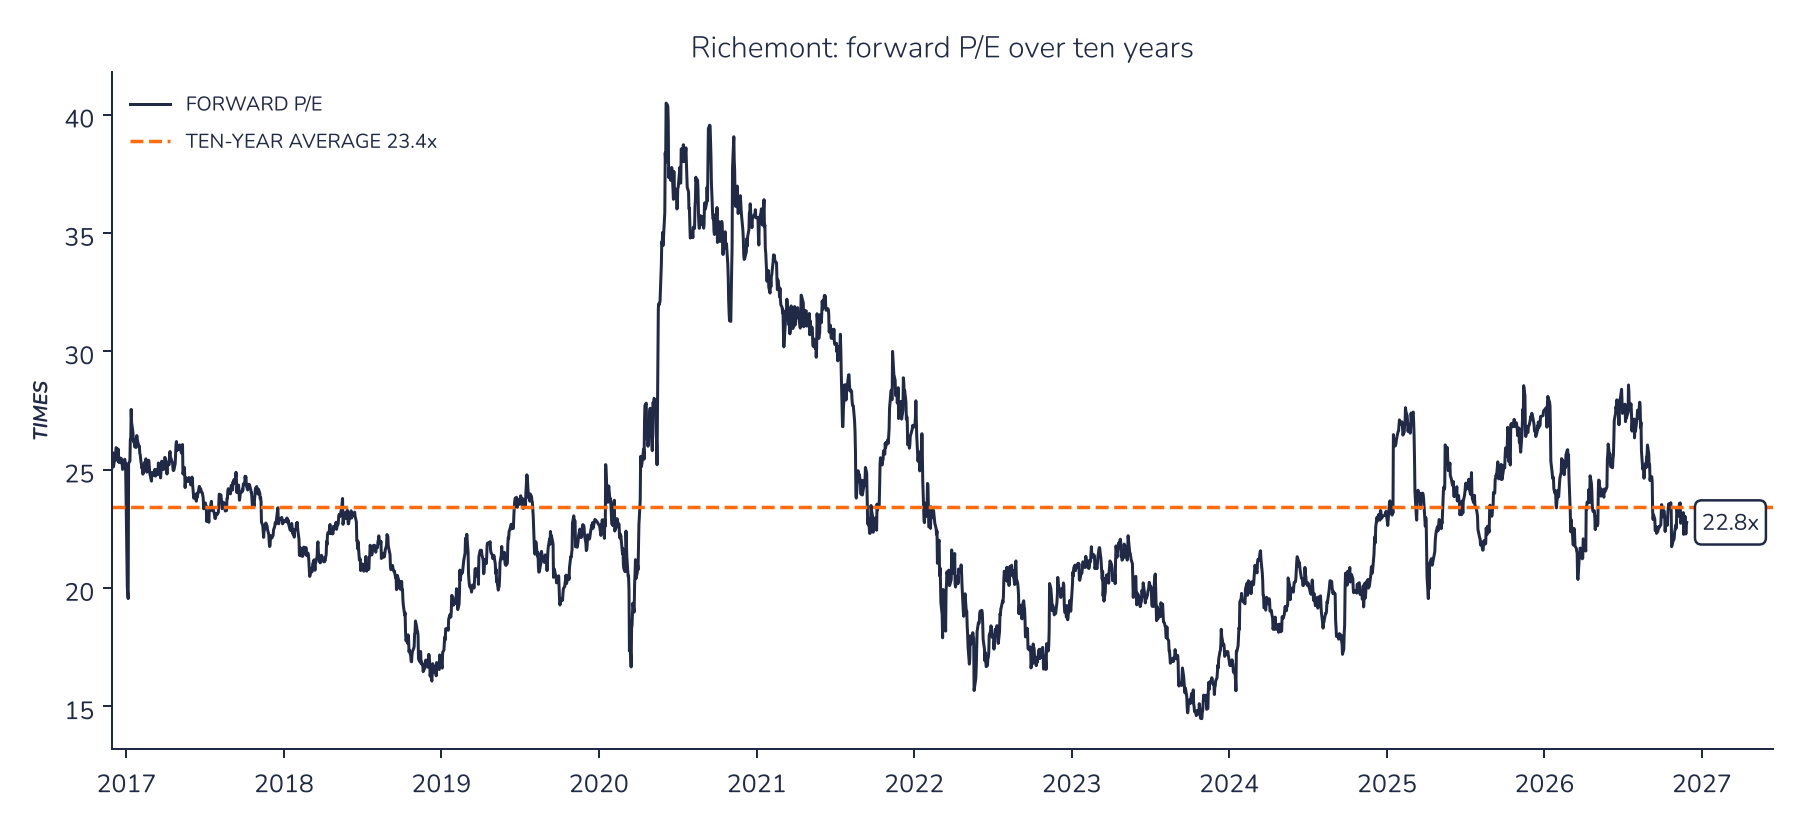 Richemont: forward P/E over ten years
FORWARD P/E
TEN-YEAR AVERAGE 23.4x
TIMES
40
35
30
25
20
15
22.8x
2017 2018 2019 2020 2021 2022 2023 2024 2025 2026 2027